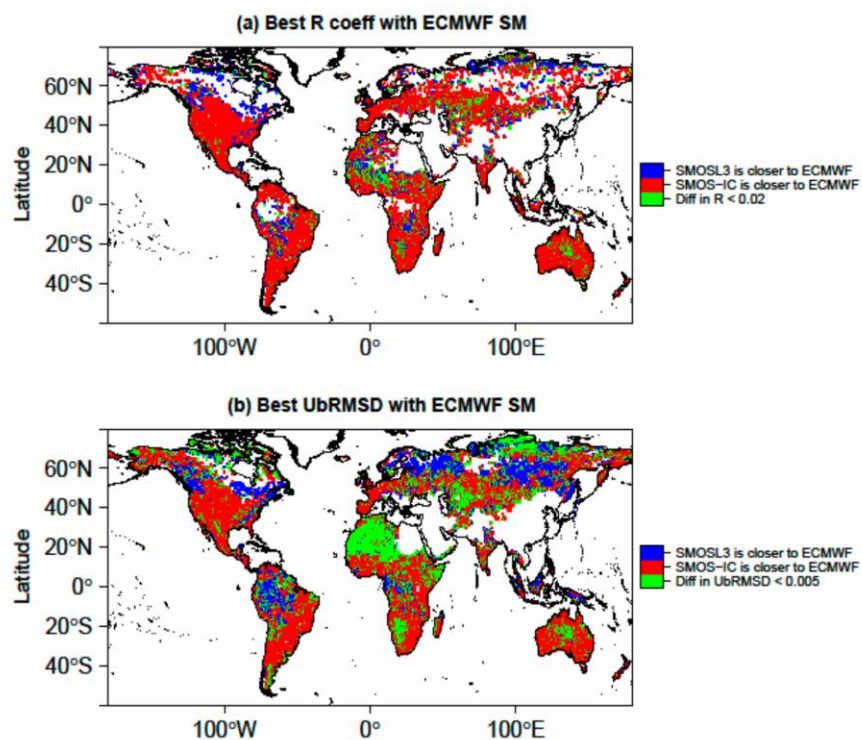 (a) Best R coeff with ECMWF SM
60°N
40°N
20°N
0°
20°S
40°S
Latitude
100°W 0° 100°E
SMOSL3 is closer to ECMWF
SMOS-IC is closer to ECMWF
Diff in R < 0.02
(b) Best UbRMSD with ECMWF SM
60°N
40°N
20°N
0°
20°S
40°S
Latitude
100°W 0° 100°E
SMOSL3 is closer to ECMWF
SMOS-IC is closer to ECMWF
Diff in UbRMSD < 0.005